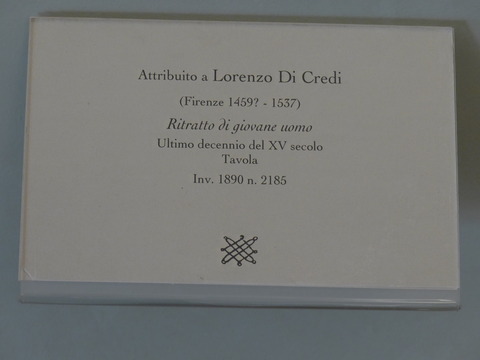 Attribuito a Lorenzo Di Credi
(Firenze 1459? - 1537)
Ritratto di giovane uomo
Ultimo decennio del XV secolo
Tavola
Inv. 1890 n. 2185